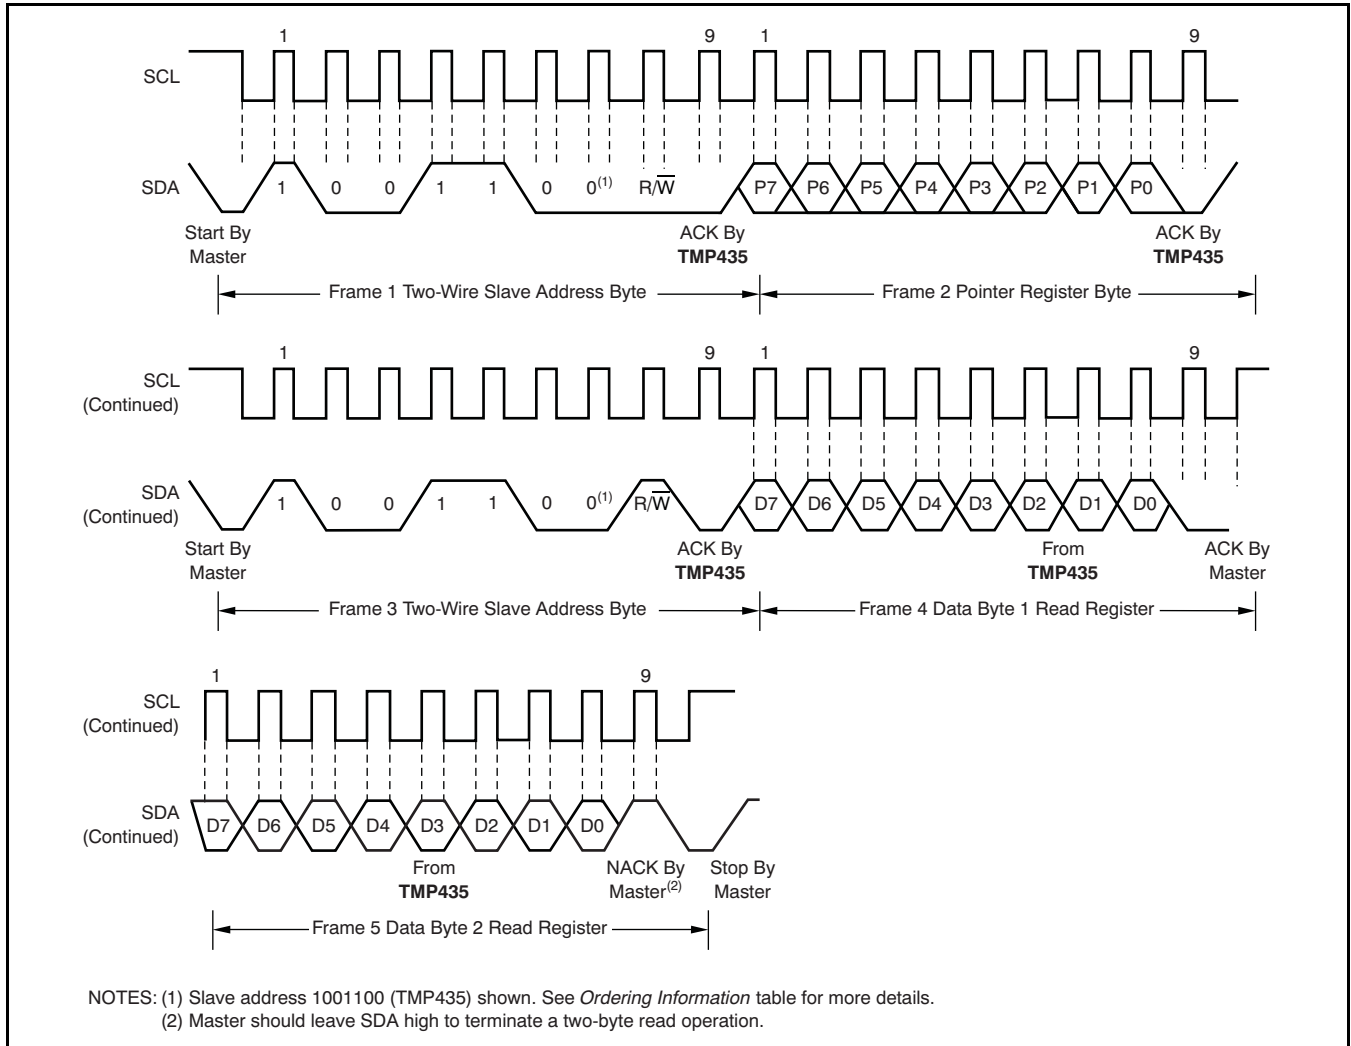 1 9 1 9
SCL
SDA 1 0 0 1 1 0 0(1) R/W P7 P6 P5 P4 P3 P2 P1 P0
Start By ACK By ACK By
Master TMP435 TMP435
Frame 1 Two-Wire Slave Address Byte Frame 2 Pointer Register Byte
1 9 1 9
SCL
(Continued)
SDA 1 0 0 1 1 0 0(1) R/W D7 D6 D5 D4 D3 D2 D1 D0
(Continued)
Start By ACK By From ACK By
Master TMP435 TMP435 Master
Frame 3 Two-Wire Slave Address Byte Frame 4 Data Byte 1 Read Register
1 9
SCL
(Continued)
SDA D7 D6 D5 D4 D3 D2 D1 D0
(Continued)
From NACK By Stop By
TMP435 Master(2) Master
Frame 5 Data Byte 2 Read Register
NOTES: (1) Slave address 1001100 (TMP435) shown. See Ordering Information table for more details.
(2) Master should leave SDA high to terminate a two-byte read operation.